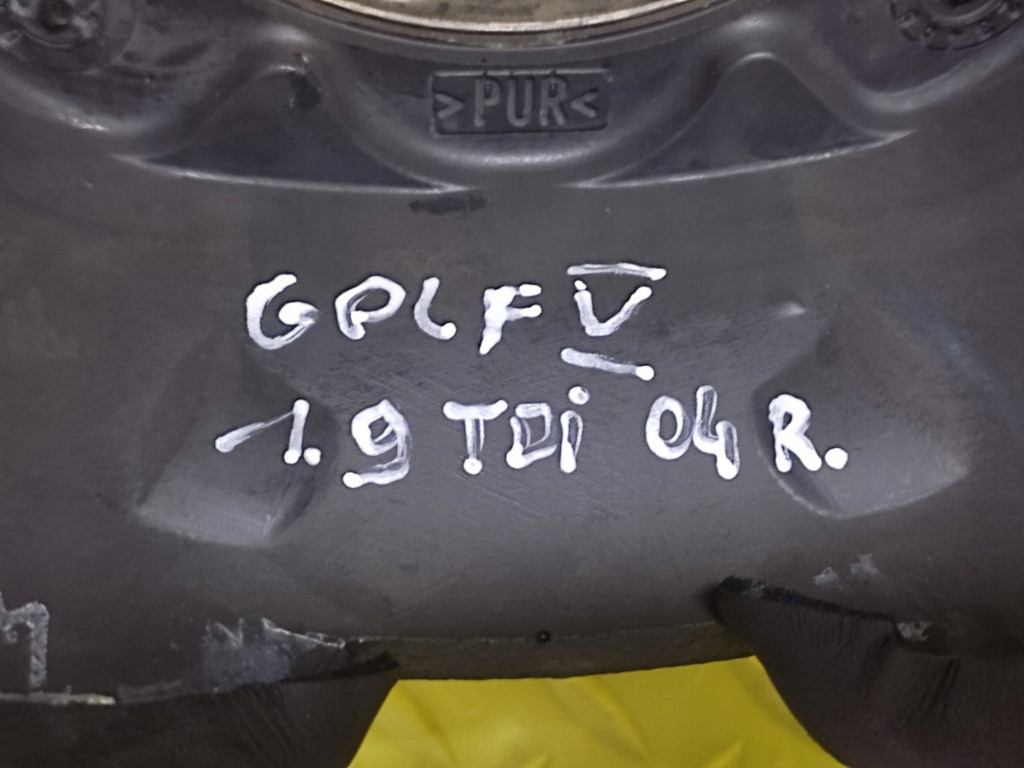 >PUR<
GOLF V
1.9 TDi 04 R.